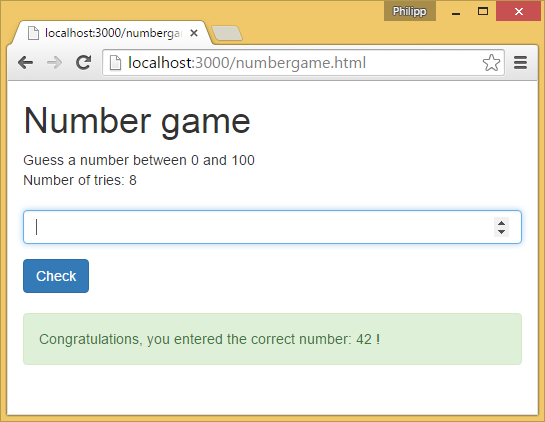 Philipp
localhost:3000/numberga
localhost:3000/numbergame.html
Number game
Guess a number between 0 and 100
Number of tries: 8
Check
Congratulations, you entered the correct number: 42 !